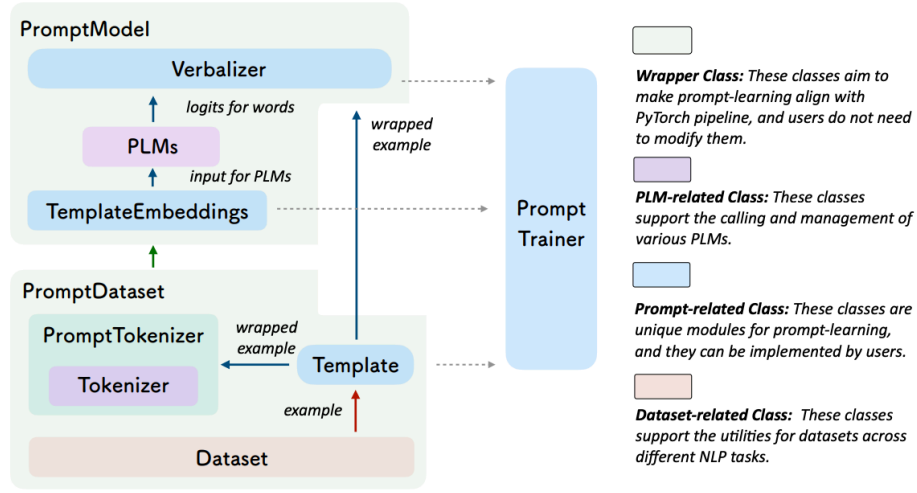 PromptModel
Verbalizer
logits for words
PLMs
input for PLMs
TemplateEmbeddings
wrapped
example
PromptDataset
PromptTokenizer
Tokenizer
wrapped
example
Template
example
Dataset
Prompt
Trainer
Wrapper Class: These classes aim to
make prompt-learning align with
PyTorch pipeline, and users do not need
to modify them.
PLM-related Class: These classes
support the calling and management of
various PLMs.
Prompt-related Class: These classes are
unique modules for prompt-learning,
and they can be implemented by users.
Dataset-related Class: These classes
support the utilities for datasets across
different NLP tasks.